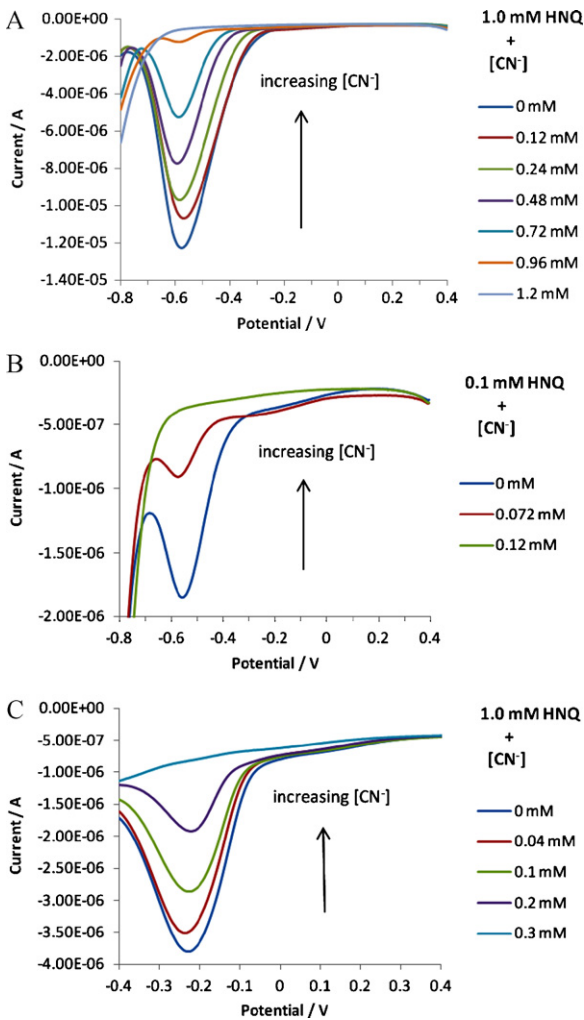 A
0.00E+00
-2.00E-06
-4.00E-06
-6.00E-06
-8.00E-06
-1.00E-05
-1.20E-05
-1.40E-05
Current / A
increasing [CN-]
-0.8 -0.6 -0.4 -0.2 0 0.2 0.4
Potential / V
1.0 mM HNQ
+
[CN-]
0 mM
0.12 mM
0.24 mM
0.48 mM
0.72 mM
0.96 mM
1.2 mM
B
0.00E+00
-5.00E-07
-1.00E-06
-1.50E-06
-2.00E-06
Current / A
increasing [CN-]
-0.8 -0.6 -0.4 -0.2 0 0.2 0.4
Potential / V
0.1 mM HNQ
+
[CN-]
0 mM
0.072 mM
0.12 mM
C
0.00E+00
-5.00E-07
-1.00E-06
-1.50E-06
-2.00E-06
-2.50E-06
-3.00E-06
-3.50E-06
-4.00E-06
Current / A
increasing [CN-]
-0.4 -0.3 -0.2 -0.1 0 0.1 0.2 0.3 0.4
Potential / V
1.0 mM HNQ
+
[CN-]
0 mM
0.04 mM
0.1 mM
0.2 mM
0.3 mM